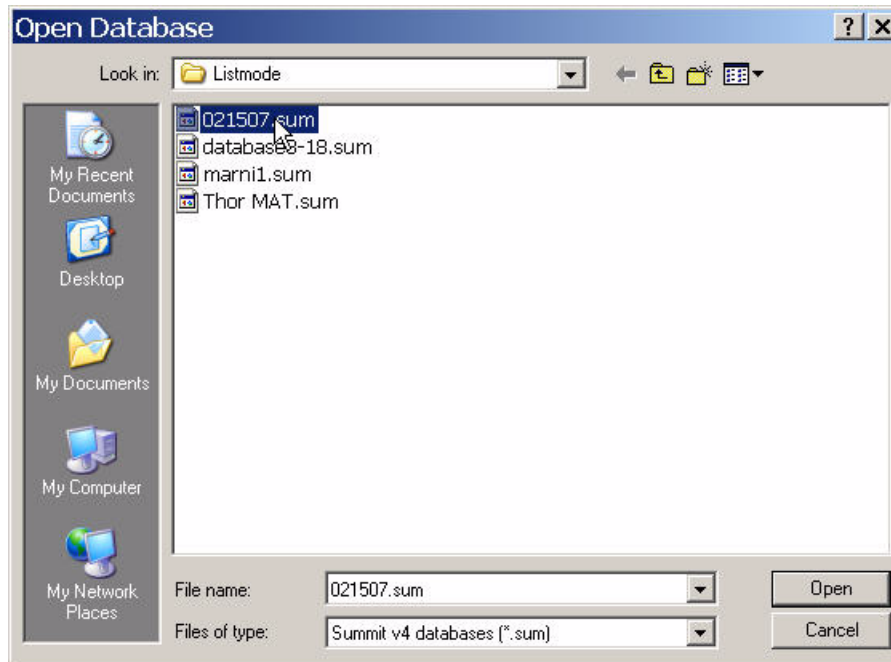 Open Database
Look in: Listmode
021507.sum
database3-18.sum
marni1.sum
Thor MAT.sum
My Recent
Documents
Desktop
My Documents
My Computer
My Network
Places
File name: 021507.sum Open
Files of type: Summit v4 databases (*.sum) Cancel